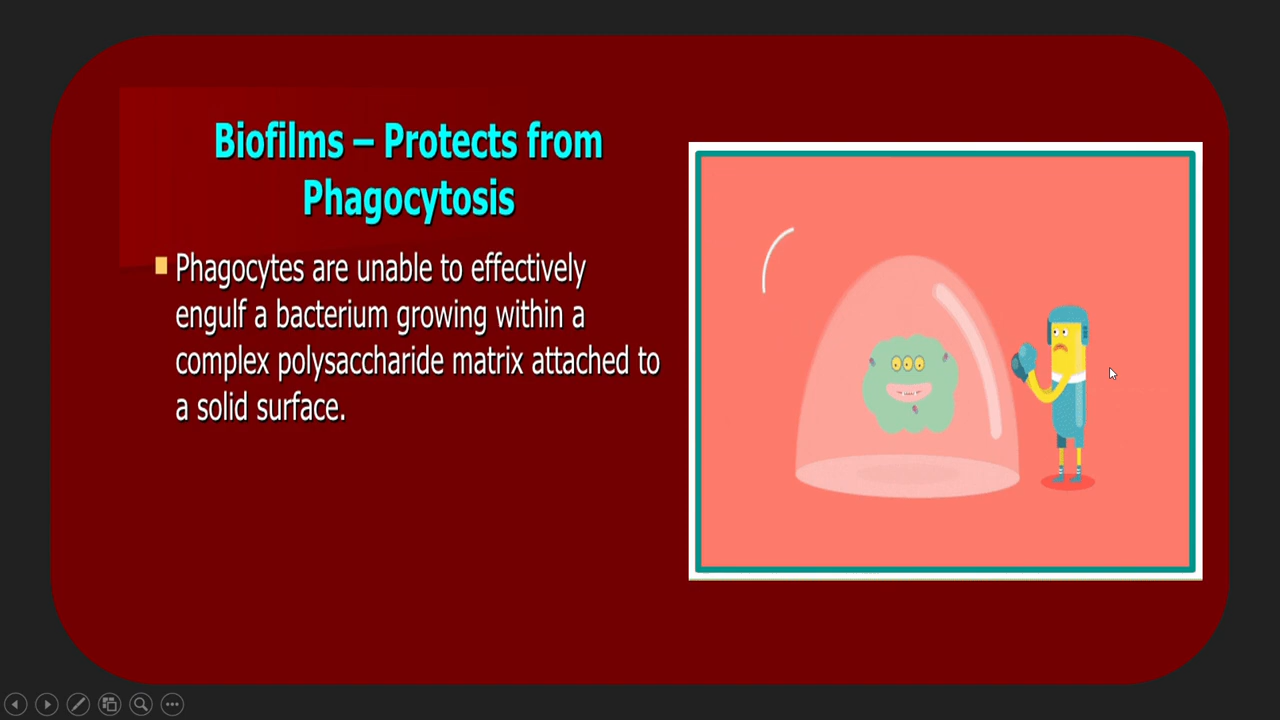 Biofilms – Protects from
Phagocytosis
Phagocytes are unable to effectively
engulf a bacterium growing within a
complex polysaccharide matrix attached to
a solid surface.